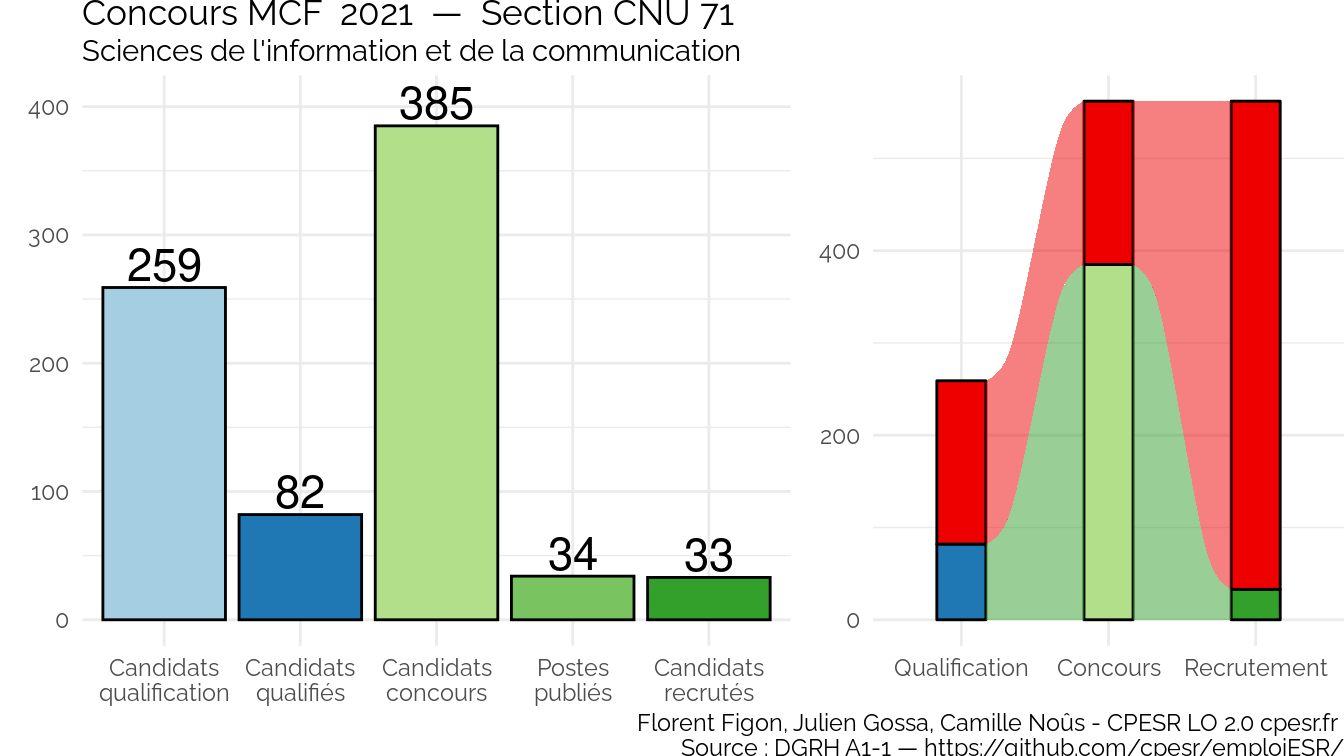 Concours MCF 2021 — Section CNU 71
Sciences de l'information et de la communication
400
300
200
100
0
259
82
385
34
33
Candidats
qualification
Candidats
qualifiés
Candidats
concours
Postes
publiés
Candidats
recrutés
400
200
0
Qualification
Concours
Recrutement
Florent Figon, Julien Gossa, Camille Noûs - CPESR LO 2.0 cpesr.fr
Source : DGRH A1-1 — https://github.com/cpesr/emploiESR/